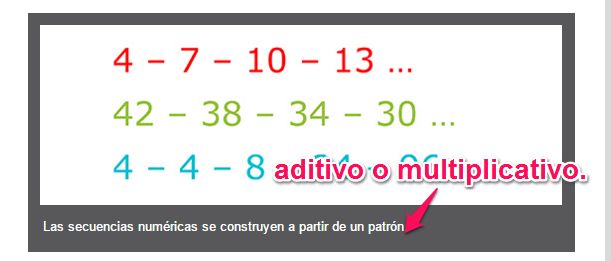 4 – 7 – 10 – 13 ...
42 – 38 – 34 – 30 ...
4 – 4 – 8
aditivo o multiplicativo.
Las secuencias numéricas se construyen a partir de un patrón